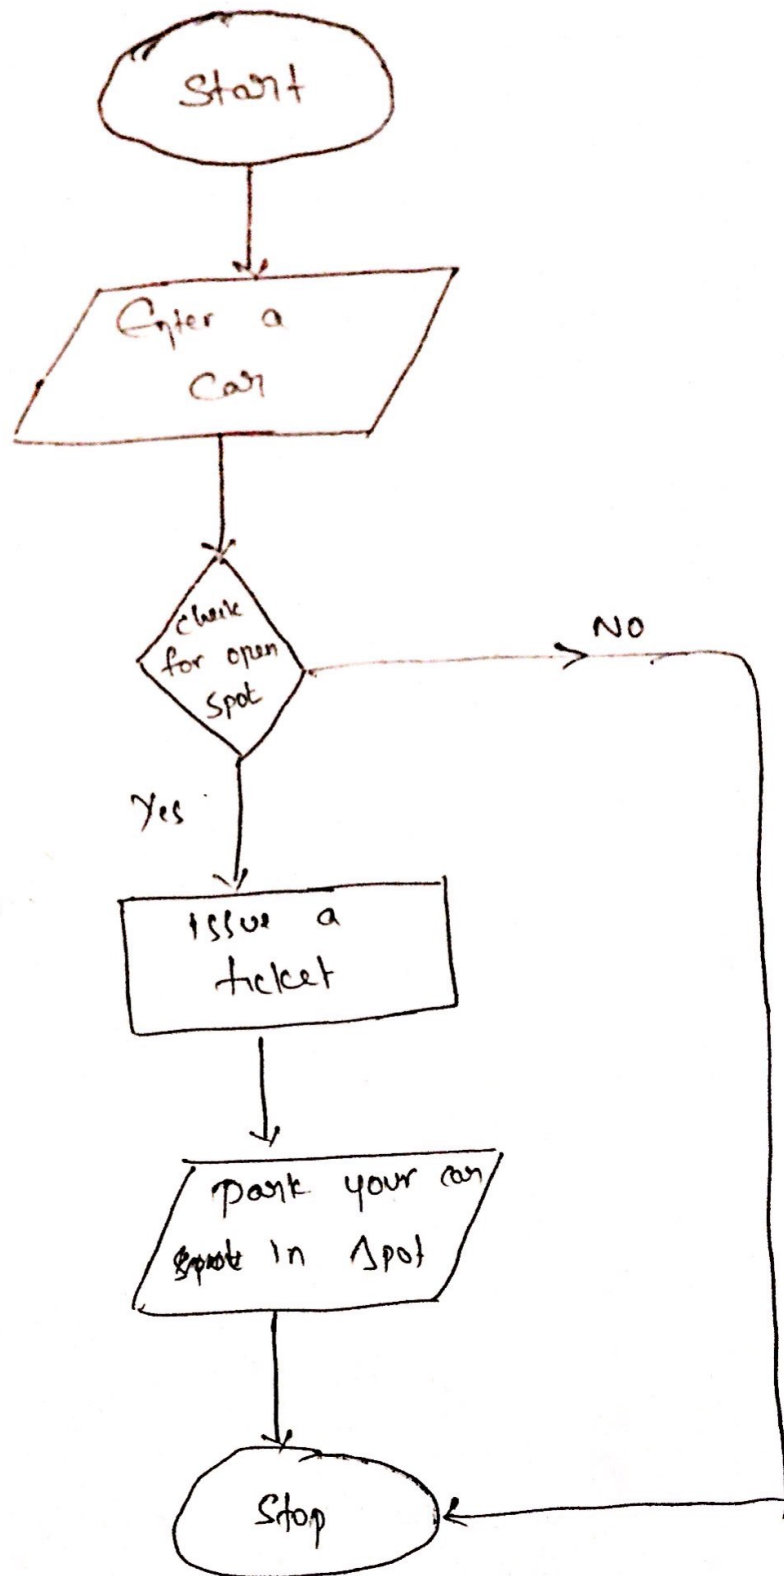 Start
Enter a
Car
check
for open
spot
NO
Yes
issue a
ticket
park your car
in spot
Stop